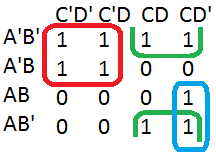 C'D' C'D CD CD'
A'B' 1 1 1 1
A'B 1 1 0 0
AB 0 0 0 1
AB' 0 0 1 1